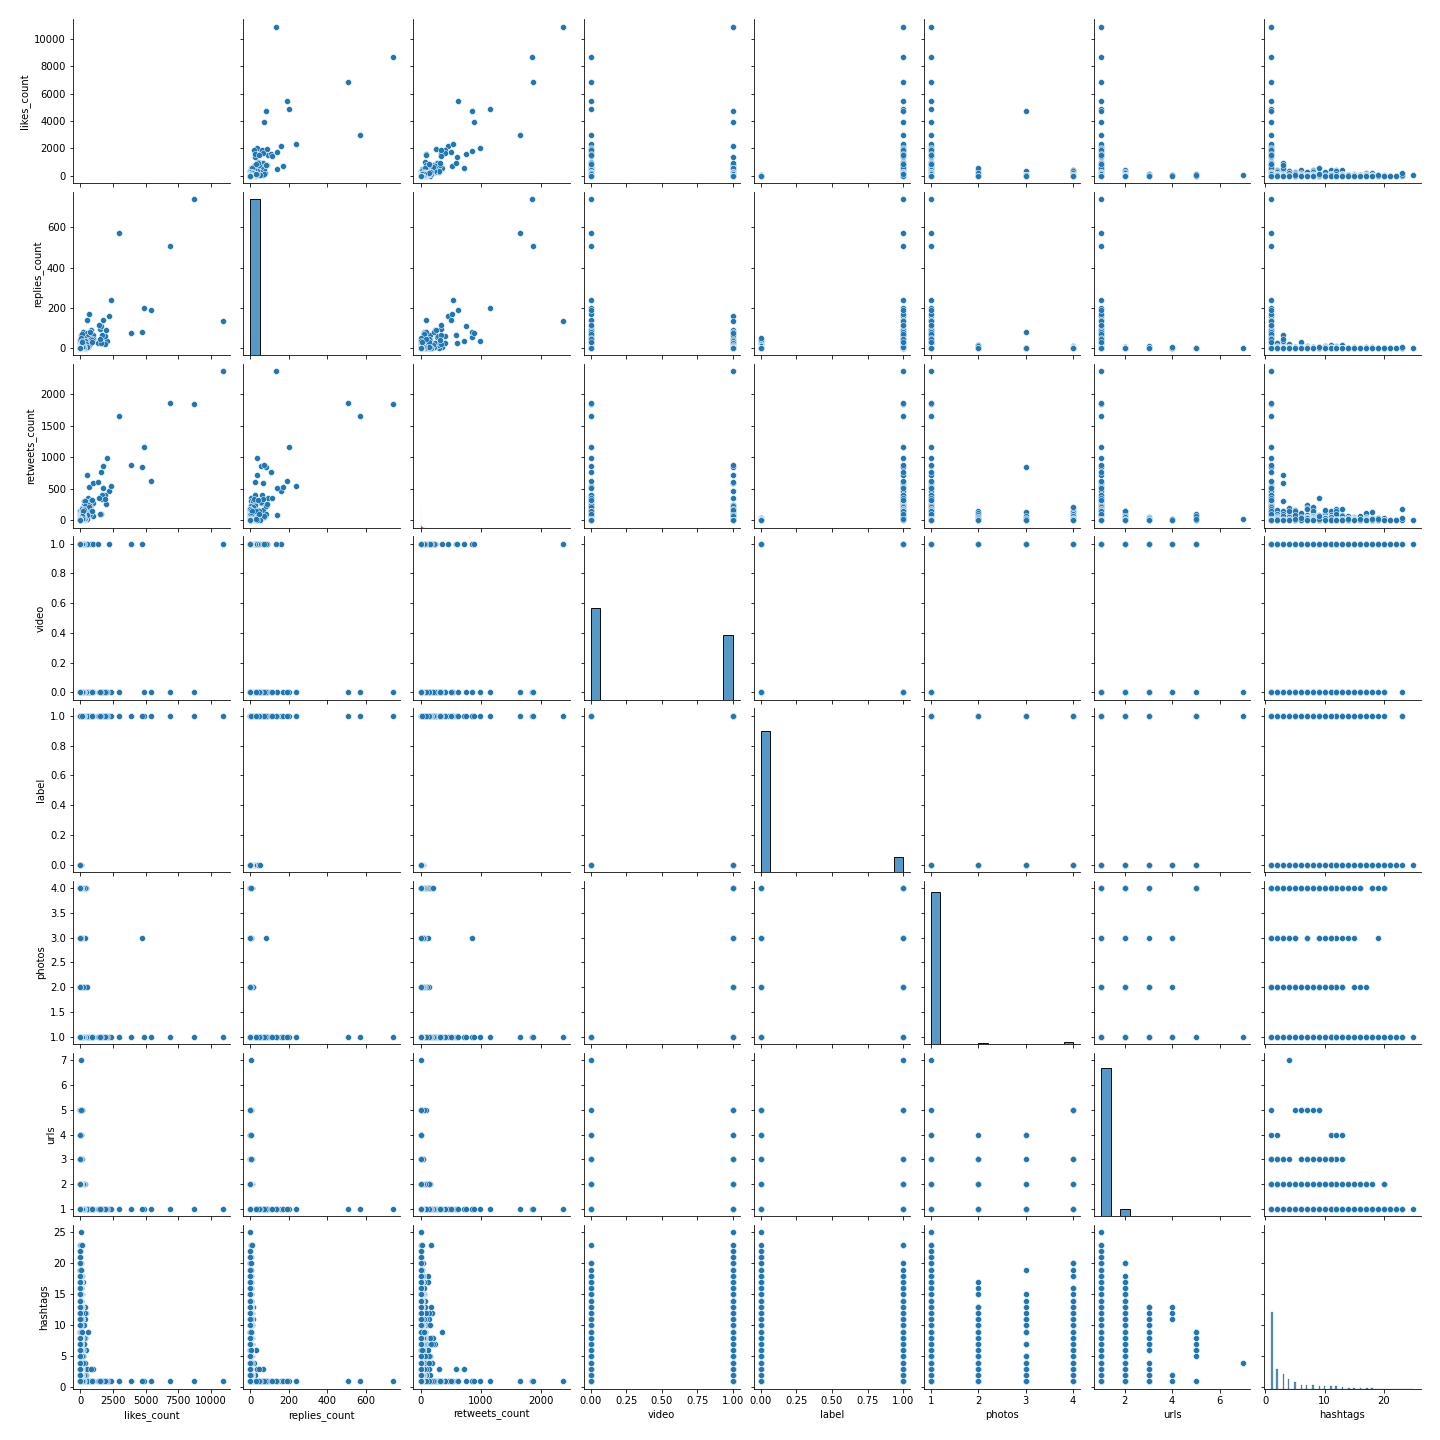 10000
8000
6000
4000
2000
0
likes_count
600
400
200
0
replies_count
2000
1500
1000
500
0
retweets_count
1.0
0.8
0.6
0.4
0.2
0.0
video
1.0
0.8
0.6
0.4
0.2
0.0
label
4.0
3.5
3.0
2.5
2.0
1.5
1.0
photos
7
6
5
4
3
2
1
urls
25
20
15
10
5
0
hashtags
0 2500 5000 7500 10000
likes_count
0 200 400 600
replies_count
0 1000 2000
retweets_count
0.00 0.25 0.50 0.75 1.00
video
0.00 0.25 0.50 0.75 1.00
label
1 2 3 4
photos
2 4 6
urls
0 10 20
hashtags